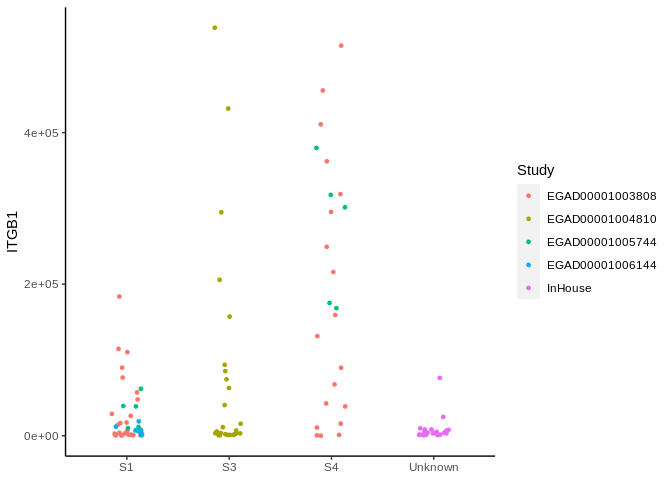 ITGB1
4e+05
2e+05
0e+00
S1
S3
S4
Unknown
Study
EGAD00001003808
EGAD00001004810
EGAD00001005744
EGAD00001006144
InHouse